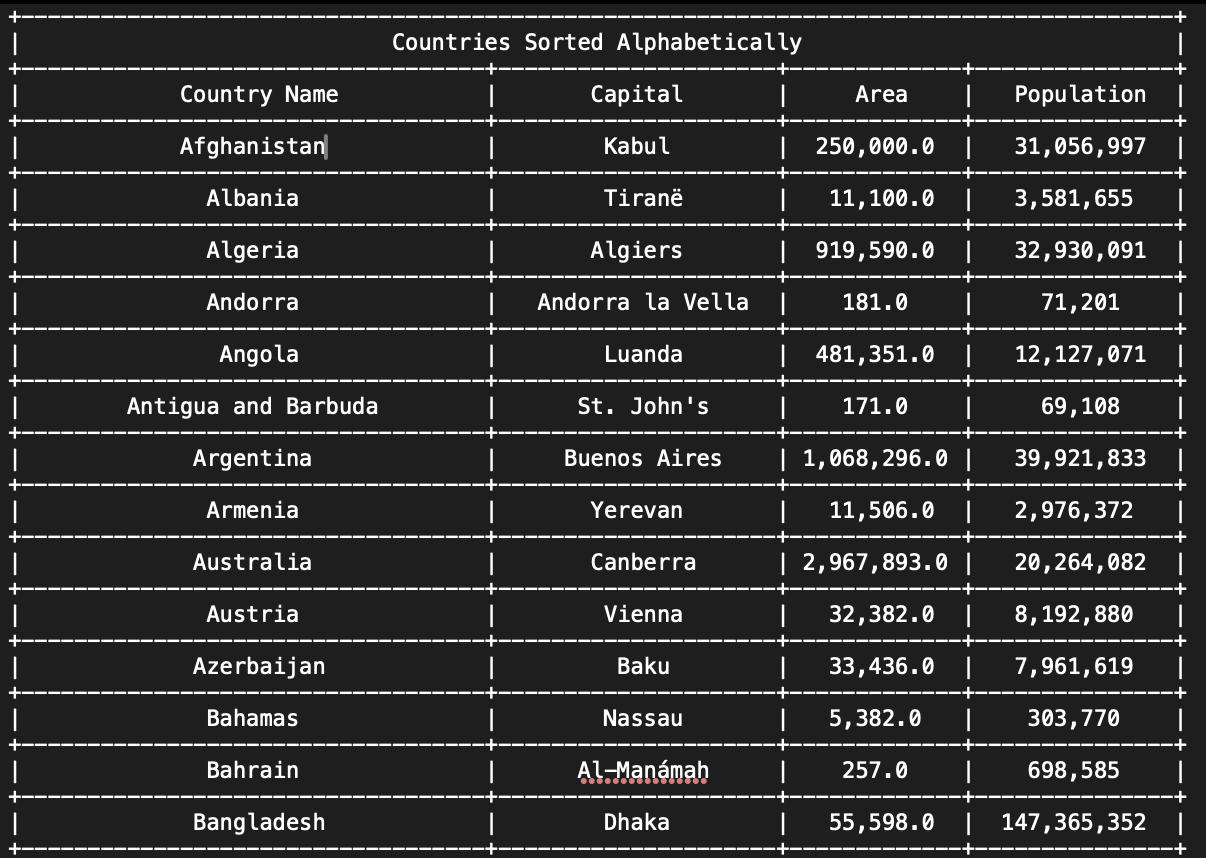 Countries Sorted Alphabetically
| Country Name | Capital | Area | Population |
| Afghanistan | Kabul | 250,000.0 | 31,056,997 |
| Albania | Tiranë | 11,100.0 | 3,581,655 |
| Algeria | Algiers | 919,590.0 | 32,930,091 |
| Andorra | Andorra la Vella | 181.0 | 71,201 |
| Angola | Luanda | 481,351.0 | 12,127,071 |
| Antigua and Barbuda | St. John's | 171.0 | 69,108 |
| Argentina | Buenos Aires | 1,068,296.0 | 39,921,833 |
| Armenia | Yerevan | 11,506.0 | 2,976,372 |
| Australia | Canberra | 2,967,893.0 | 20,264,082 |
| Austria | Vienna | 32,382.0 | 8,192,880 |
| Azerbaijan | Baku | 33,436.0 | 7,961,619 |
| Bahamas | Nassau | 5,382.0 | 303,770 |
| Bahrain | Al-Manámah | 257.0 | 698,585 |
| Bangladesh | Dhaka | 55,598.0 | 147,365,352 |